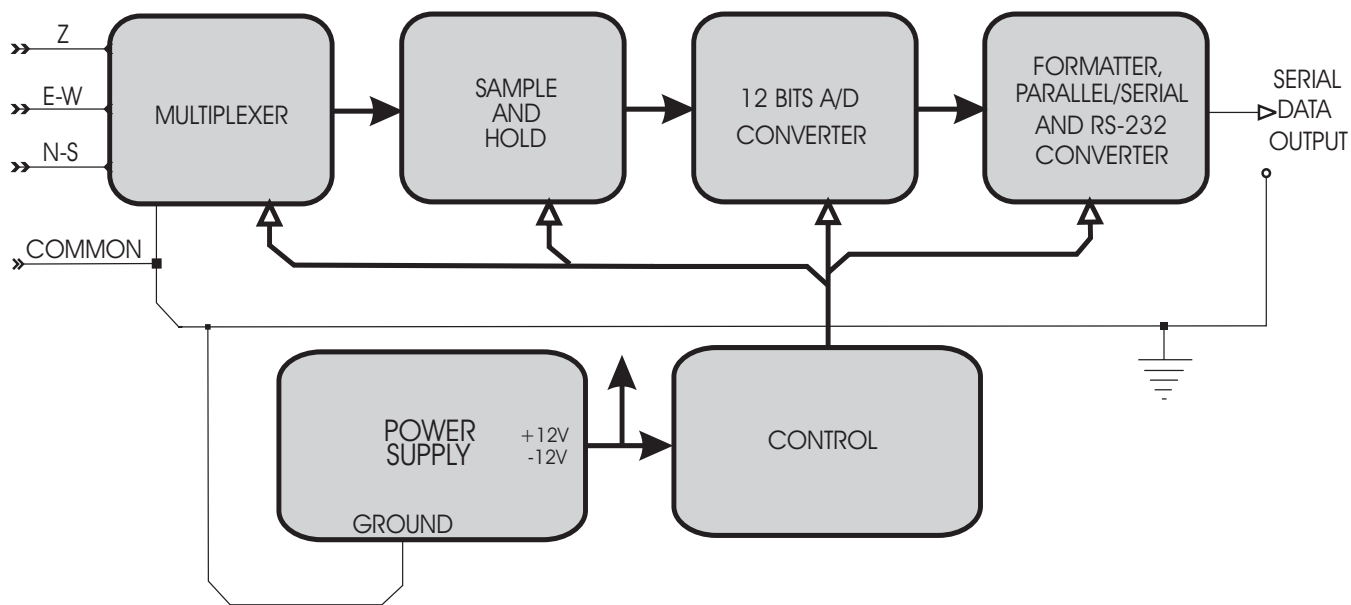 Z
E-W
N-S
COMMON
MULTIPLEXER
SAMPLE
AND
HOLD
12 BITS A/D
CONVERTER
FORMATTER,
PARALLEL/SERIAL
AND RS-232
CONVERTER
SERIAL
DATA
OUTPUT
POWER
SUPPLY
+12V
-12V
GROUND
CONTROL